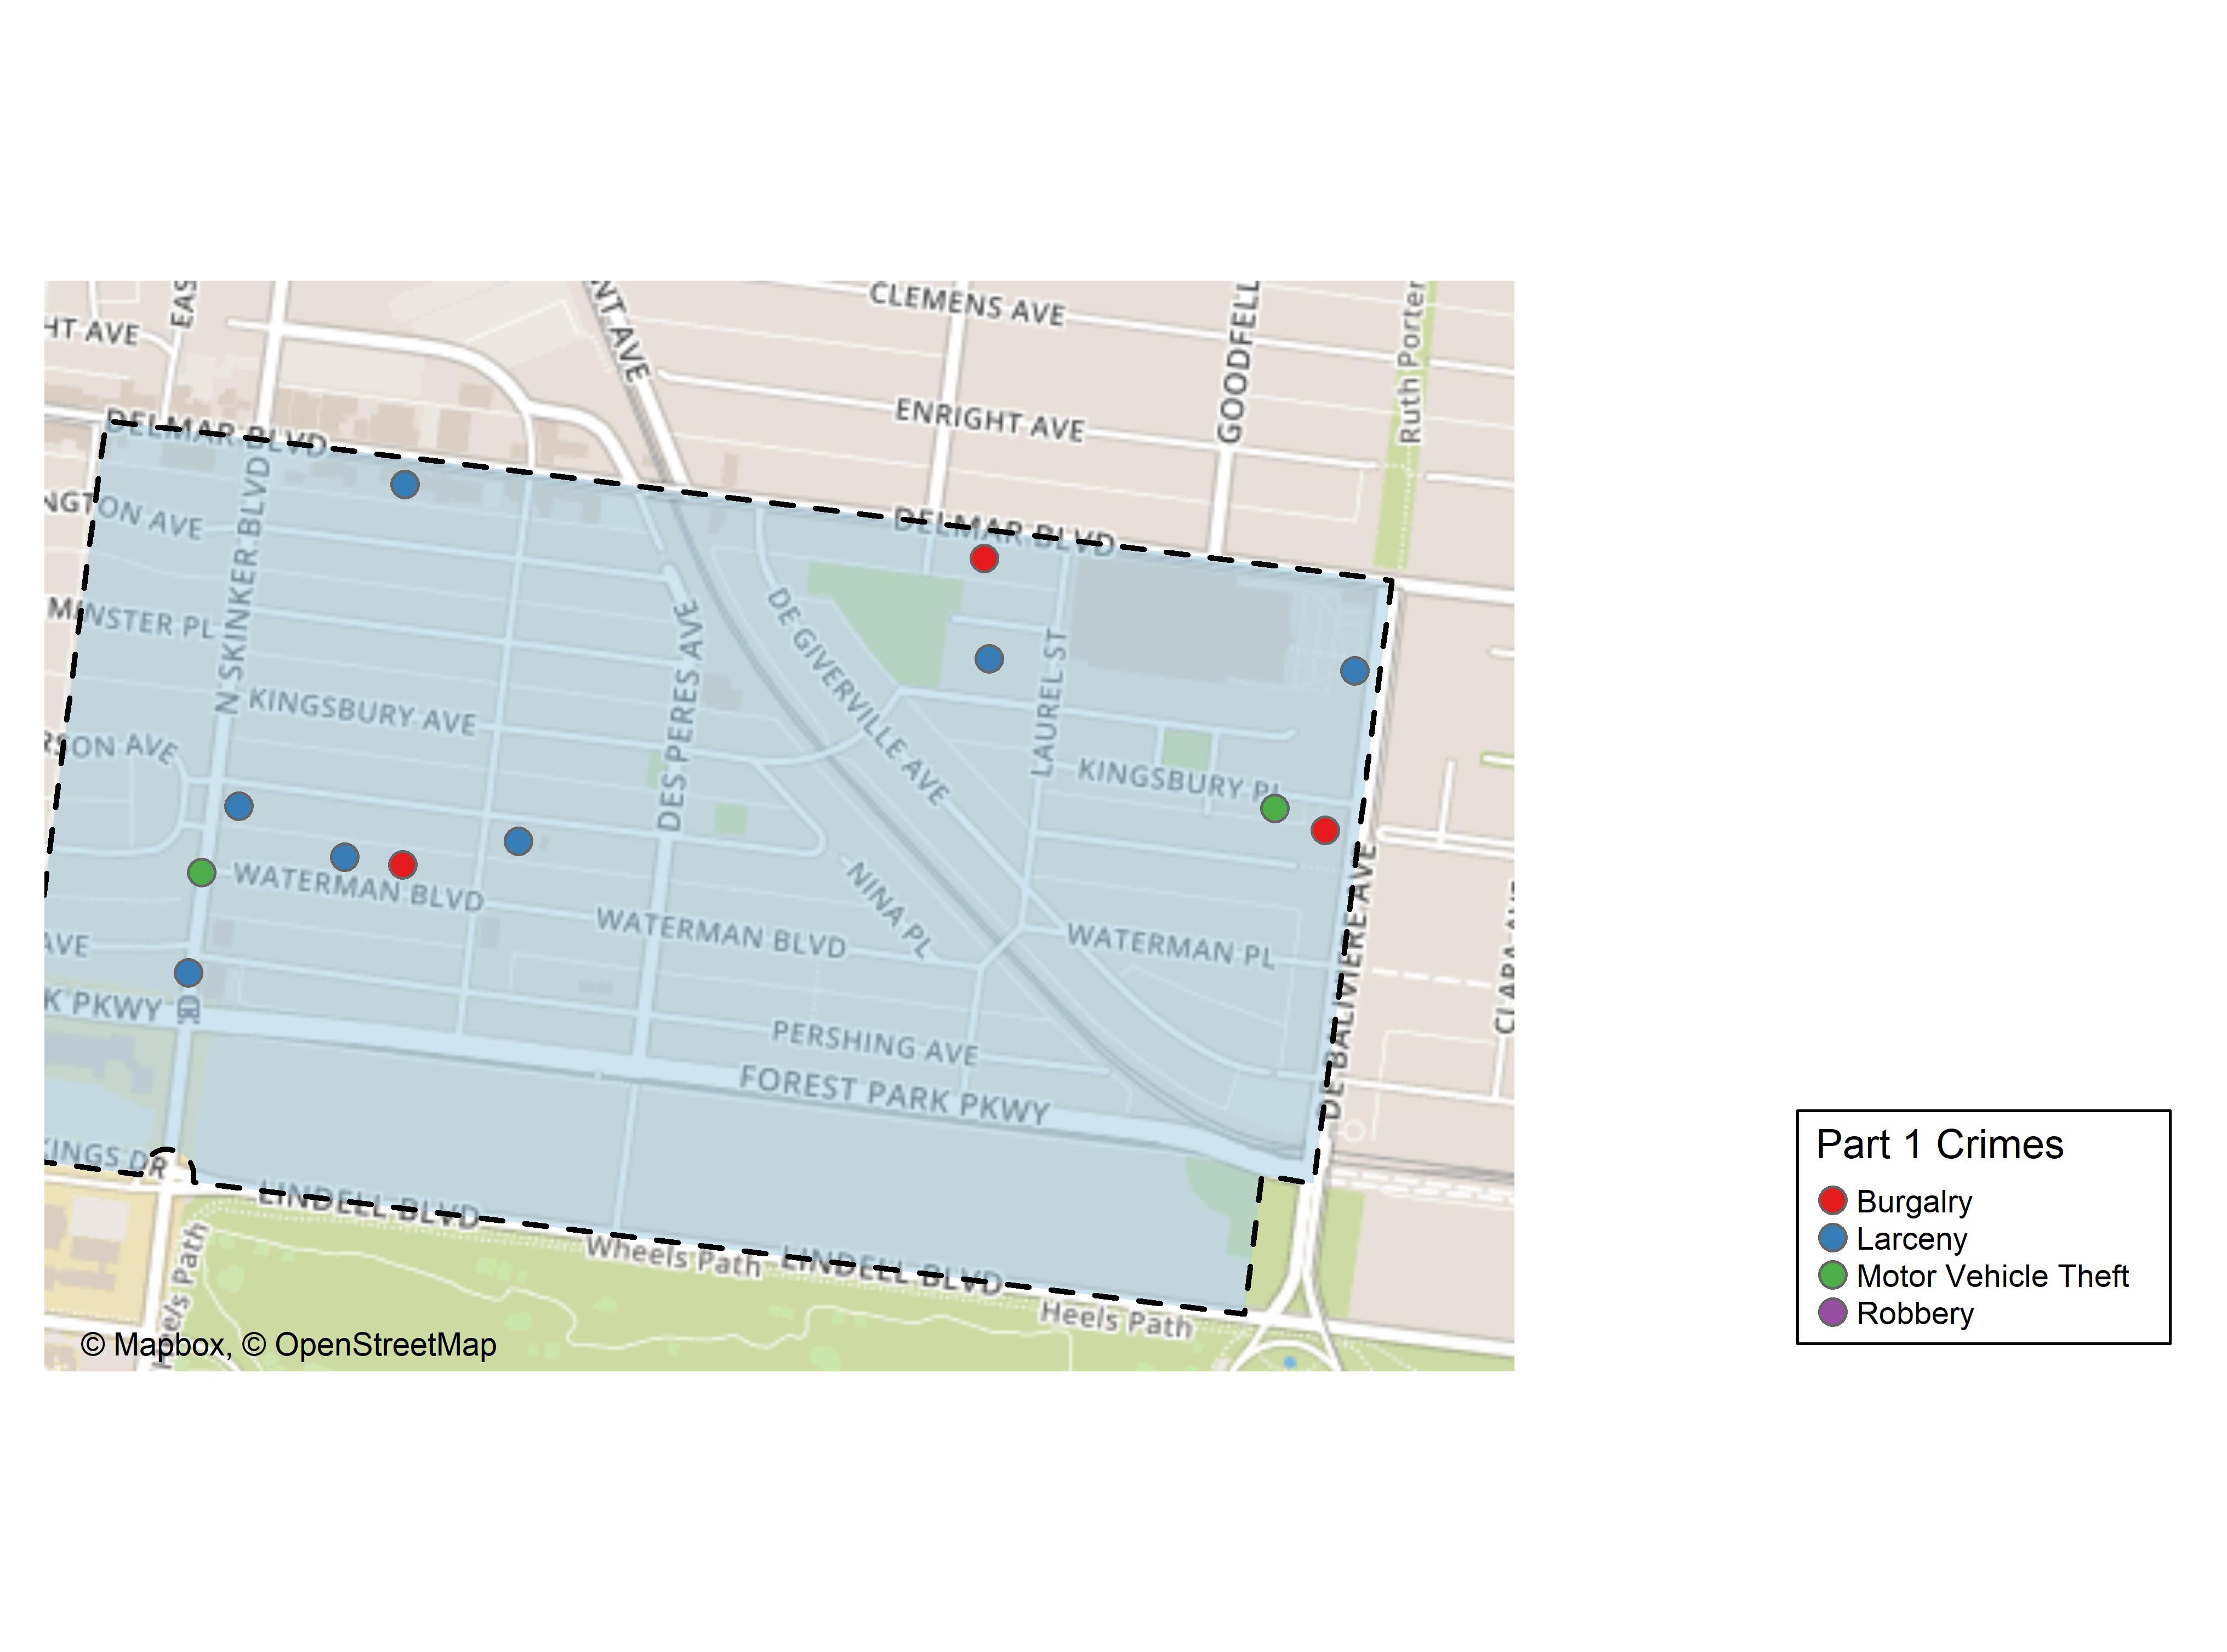 CLEMENS AVE
EAS
HT AVE
NT AVE
GOODFELL
Ruth Porter
ENRIGHT AVE
DELMAR BLVD
NGTON AVE
DELMAR BLVD
N SKINKER BLVD
MINSTER PL
DES PERES AVE
DE GIVERVILLE AVE
LAUREL ST
KINGSBURY AVE
RSON AVE
KINGSBURY PL
WATERMAN BLVD
NINA PL
WATERMAN BLVD
WATERMAN PL
AVE
DE BALIVIERE AVE
CLARA AVE
K PKWY
PERSHING AVE
FOREST PARK PKWY
KINGS DR
LINDELL BLVD
Wheels Path
LINDELL BLVD
Heels Path
Heels Path
© Mapbox, © OpenStreetMap
Part 1 Crimes
Burgalry
Larceny
Motor Vehicle Theft
Robbery